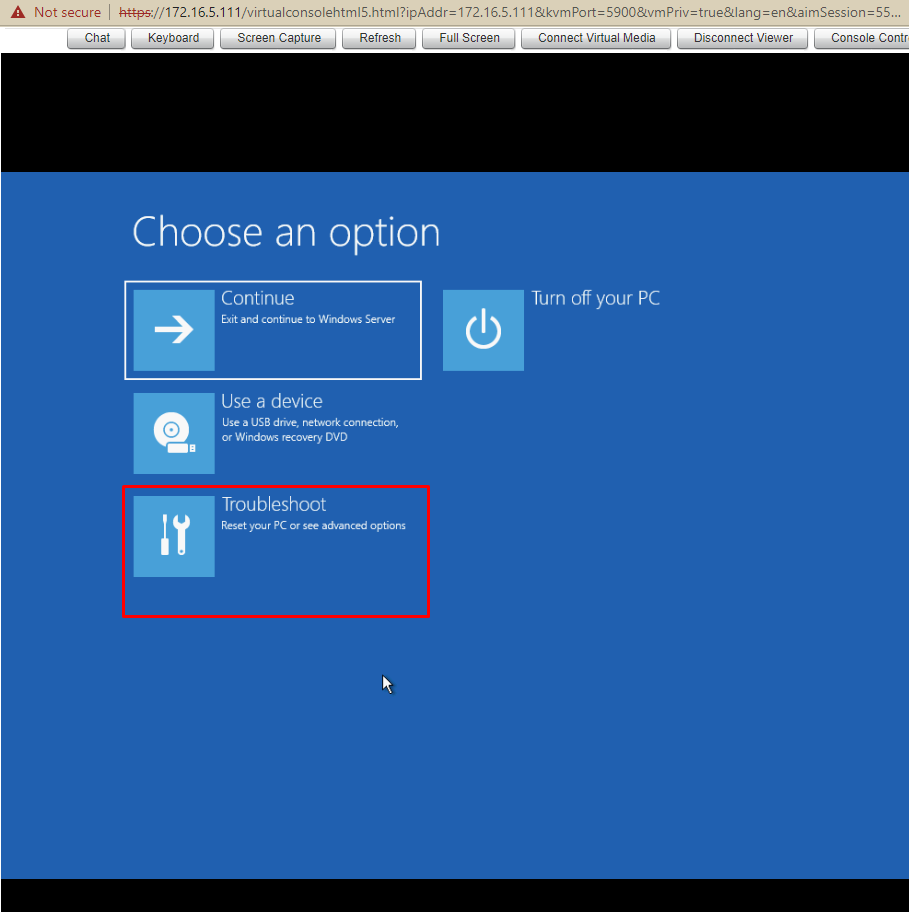 Not secure | https://172.16.5.111/virtualconsolehtml5.html?ipAddr=172.16.5.111&kvmPort=5900&vmPriv=true&lang=en&aimSession=55...
Chat Keyboard Screen Capture Refresh Full Screen Connect Virtual Media Disconnect Viewer Console Contr
Choose an option
Continue
Exit and continue to Windows Server
Turn off your PC
Use a device
Use a USB drive, network connection,
or Windows recovery DVD
Troubleshoot
Reset your PC or see advanced options